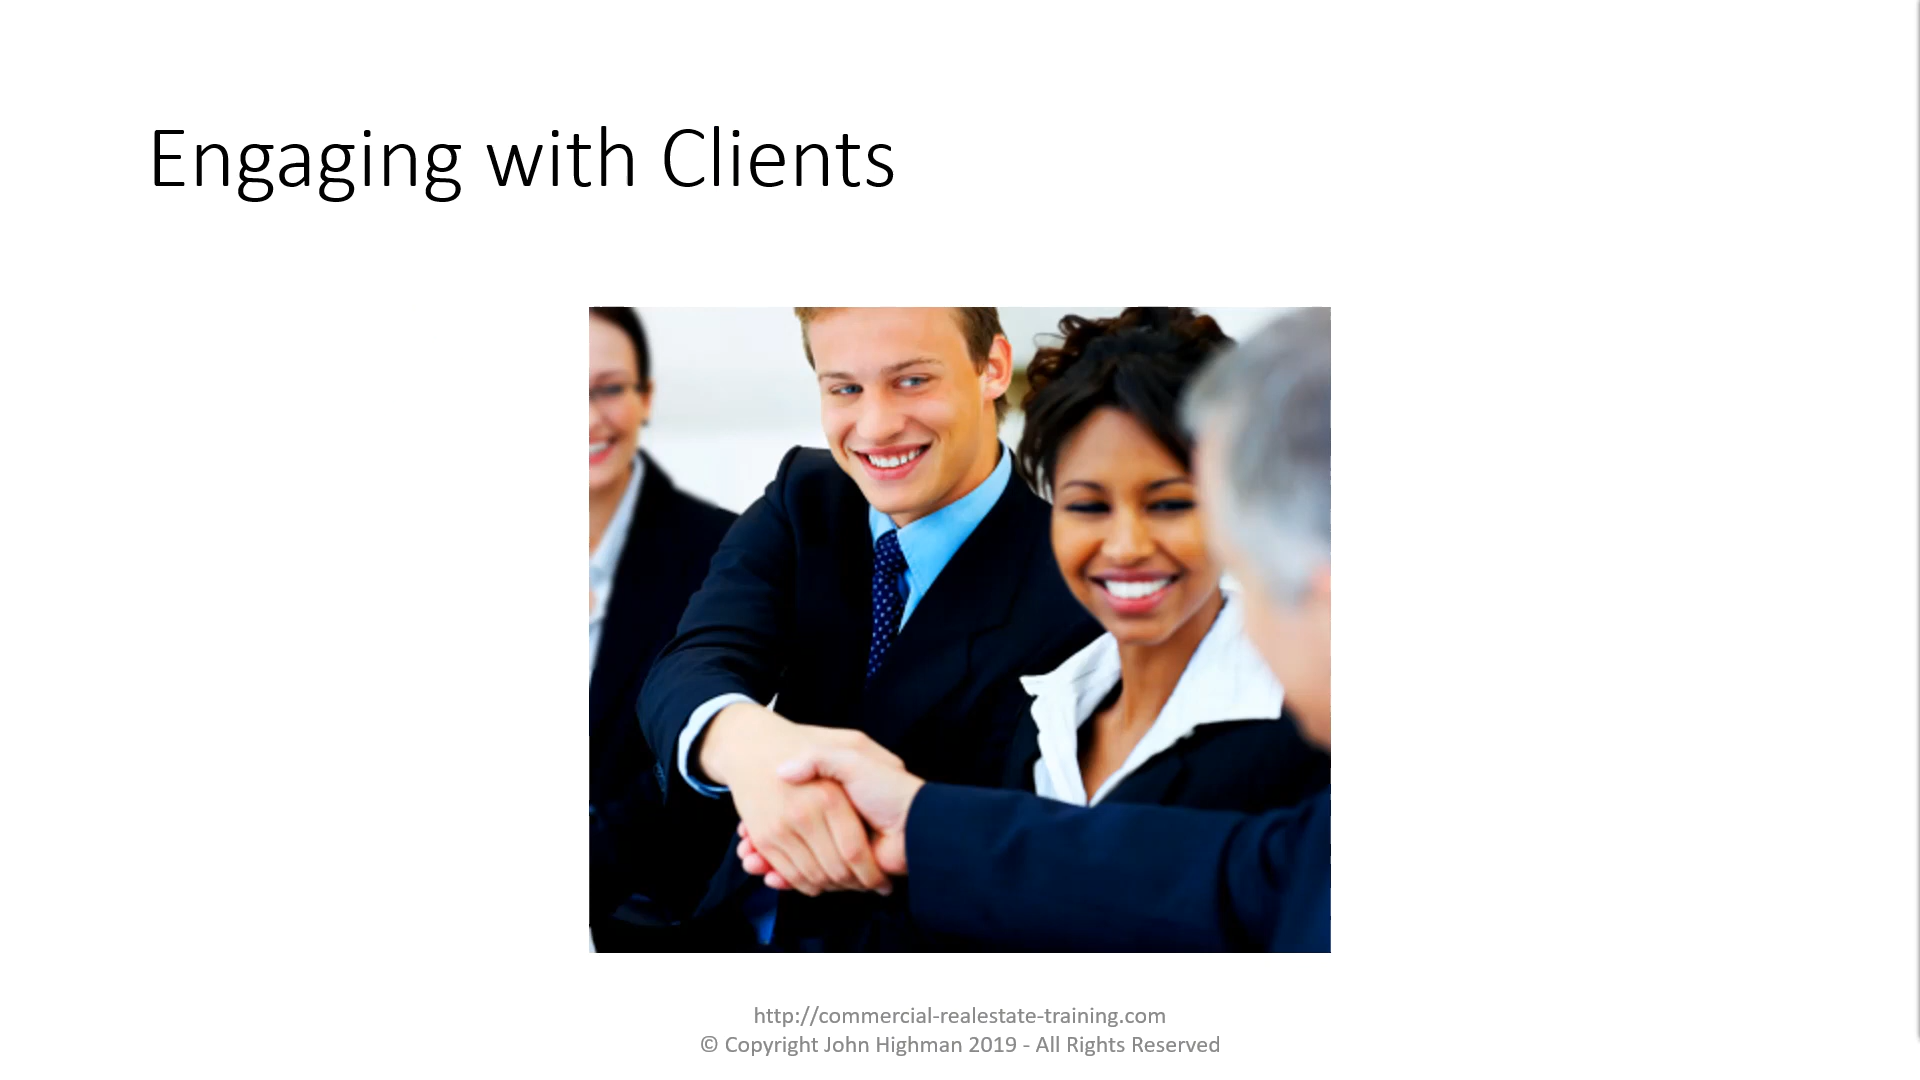 Engaging with Clients
http://commercial-realestate-training.com
© Copyright John Highman 2019 - All Rights Reserved